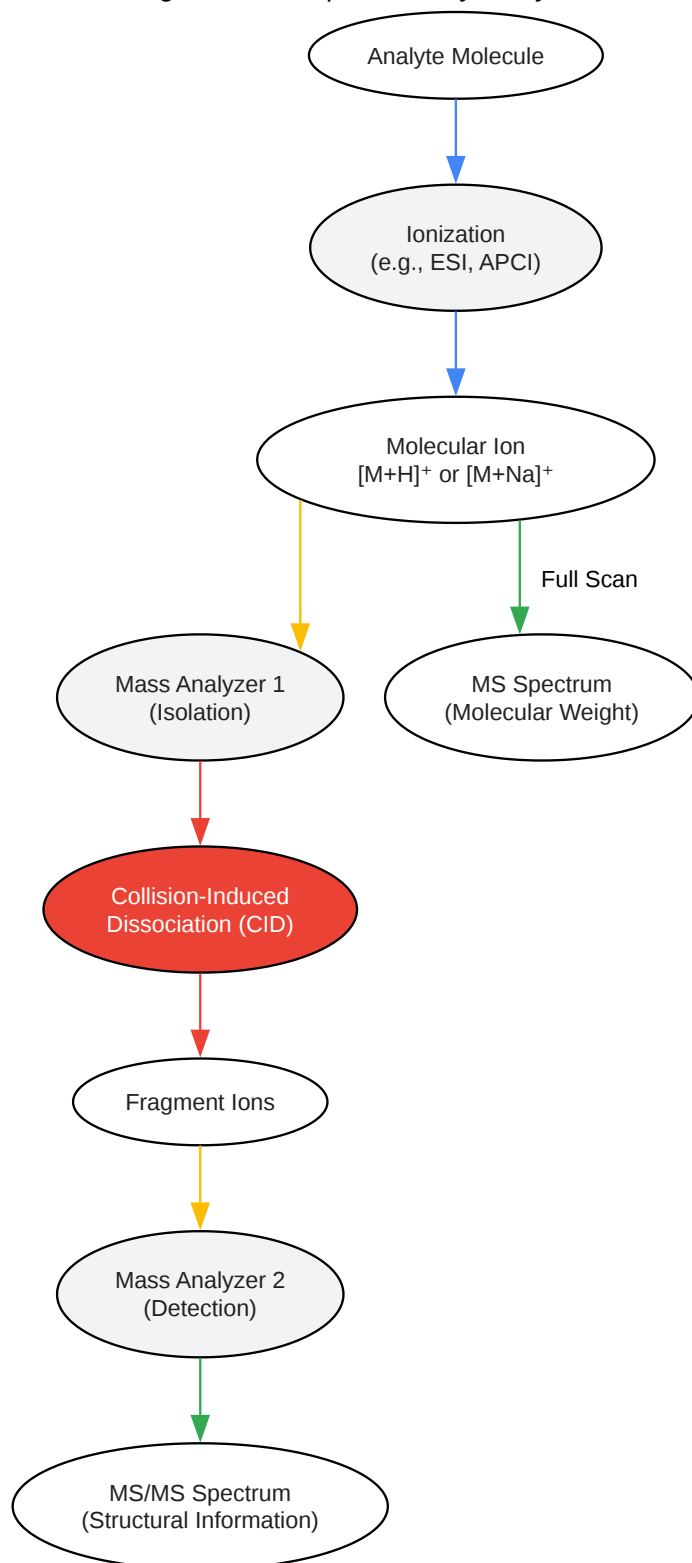 Analyte Molecule
Ionization
(e.g., ESI, APCI)
Molecular Ion
[M+H]⁺ or [M+Na]⁺
Full Scan
Mass Analyzer 1
(Isolation)
MS Spectrum
(Molecular Weight)
Collision-Induced
Dissociation (CID)
Fragment Ions
Mass Analyzer 2
(Detection)
MS/MS Spectrum
(Structural Information)